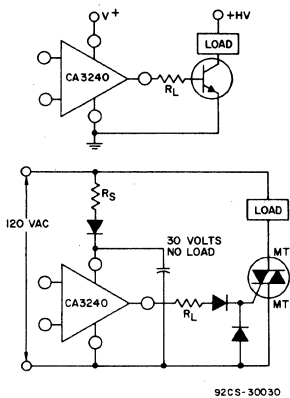 V+
+HV
LOAD
CA3240
RL
RS
120 VAC
30 VOLTS
NO LOAD
LOAD
MT
CA3240
RL
MT
92CS-30030